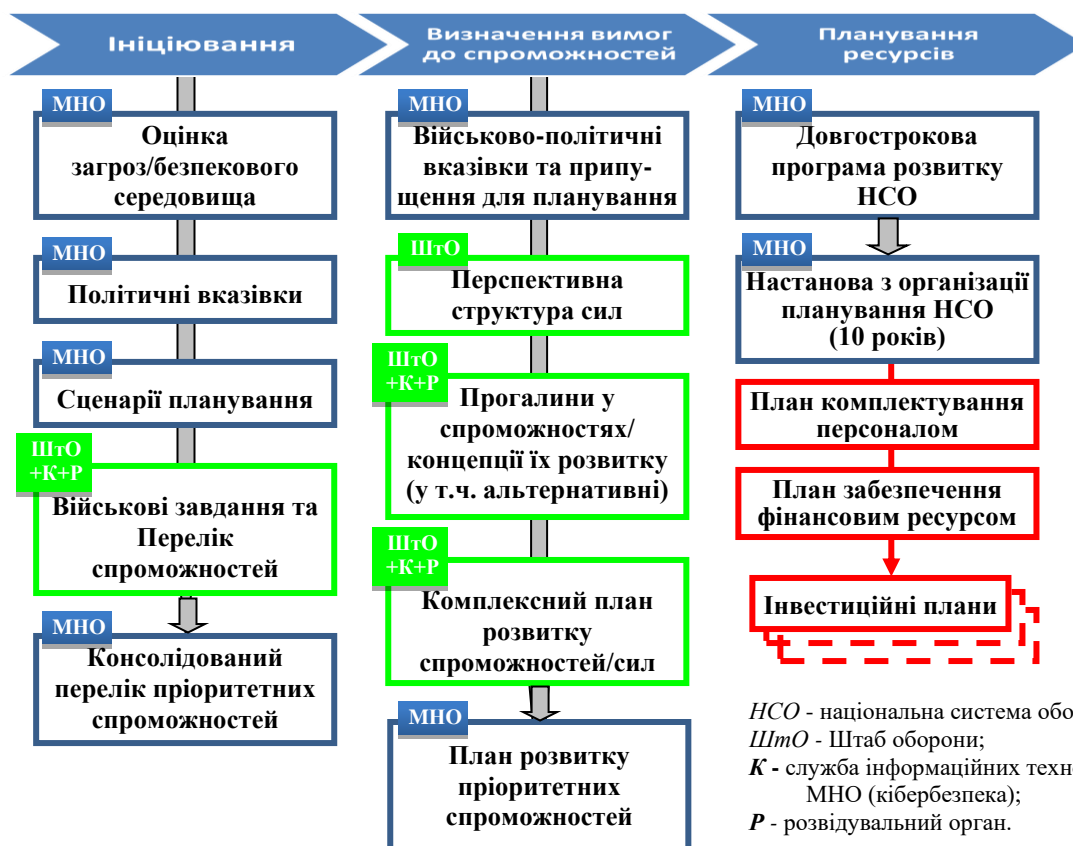 Ініціювання
МНО
Оцінка
загроз/безпекового
середовища
МНО
Політичні вказівки
МНО
Сценарії планування
ШтО
+К+Р
Військові завдання та
Перелік
спроможностей
МНО
Консолідований
перелік пріоритетних
спроможностей
Визначення вимог
до спроможностей
МНО
Військово-політичні
вказівки та припу-
щення для планування
ШтО
Перспективна
структура сил
ШтО
+К+Р
Прогалини у
спроможностях/
концепції їх розвитку
(у т.ч. альтернативні)
ШтО
+К+Р
Комплексний план
розвитку
спроможностей/сил
МНО
План розвитку
пріоритетних
спроможностей
Планування
ресурсів
МНО
Довгострокова
програма розвитку
НСО
МНО
Настанова з організації
планування НСО
(10 років)
План комплектування
персоналом
План забезпечення
фінансовим ресурсом
Інвестиційні плани
НСО - національна система обо
ШтО - Штаб оборони;
К - служба інформаційних техн
МНО (кібербезпека);
Р - розвідувальний орган.